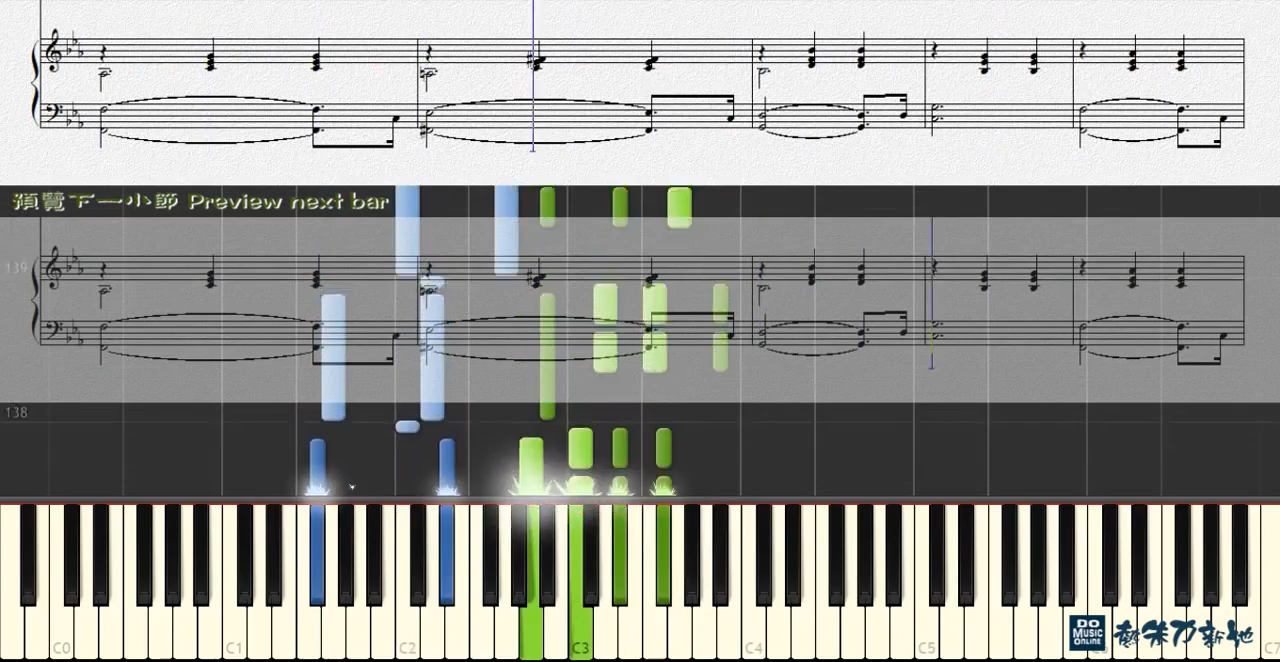 預覽下一小節 Preview next bar
139
138
C0
C1
C2
C3
C4
C5
C7
DO
MUSIC
ONLINE